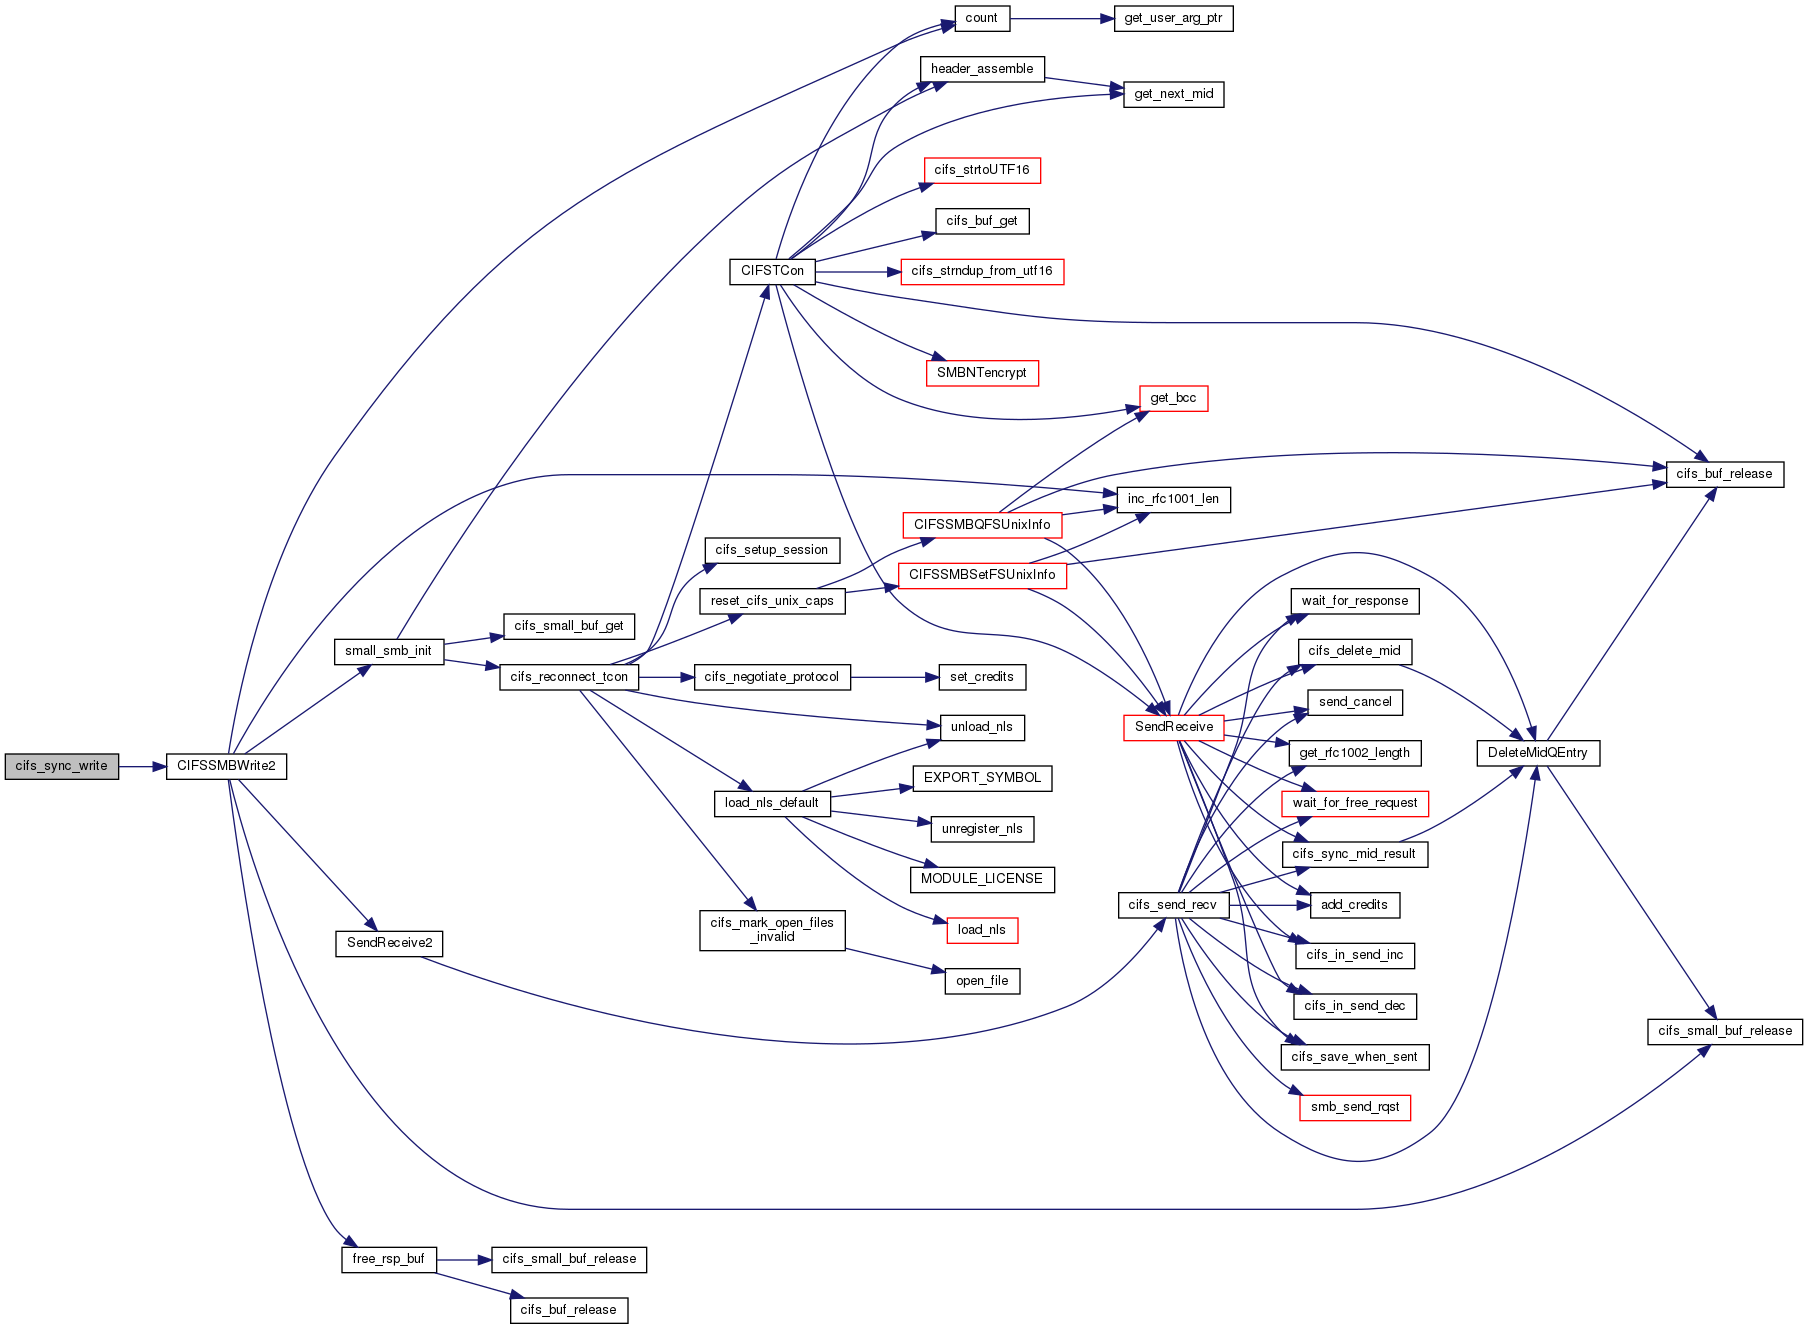 count
get_user_arg_ptr
header_assemble
get_next_mid
cifs_strtoUTF16
cifs_buf_get
CIFSTCon
cifs_strndup_from_utf16
SMBNTencrypt
get_bcc
cifs_buf_release
inc_rfc1001_len
CIFSSMBQFSUnixInfo
cifs_setup_session
CIFSSMBSetFSUnixInfo
reset_cifs_unix_caps
wait_for_response
cifs_small_buf_get
small_smb_init
cifs_delete_mid
cifs_reconnect_tcon
cifs_negotiate_protocol
set_credits
send_cancel
unload_nls
SendReceive
get_rfc1002_length
DeleteMidQEntry
cifs_sync_write
CIFSSMBWrite2
EXPORT_SYMBOL
load_nls_default
wait_for_free_request
unregister_nls
cifs_sync_mid_result
MODULE_LICENSE
cifs_send_recv
add_credits
cifs_mark_open_files
_invalid
load_nls
SendReceive2
cifs_in_send_inc
open_file
cifs_in_send_dec
cifs_small_buf_release
cifs_save_when_sent
smb_send_rqst
free_rsp_buf
cifs_small_buf_release
cifs_buf_release